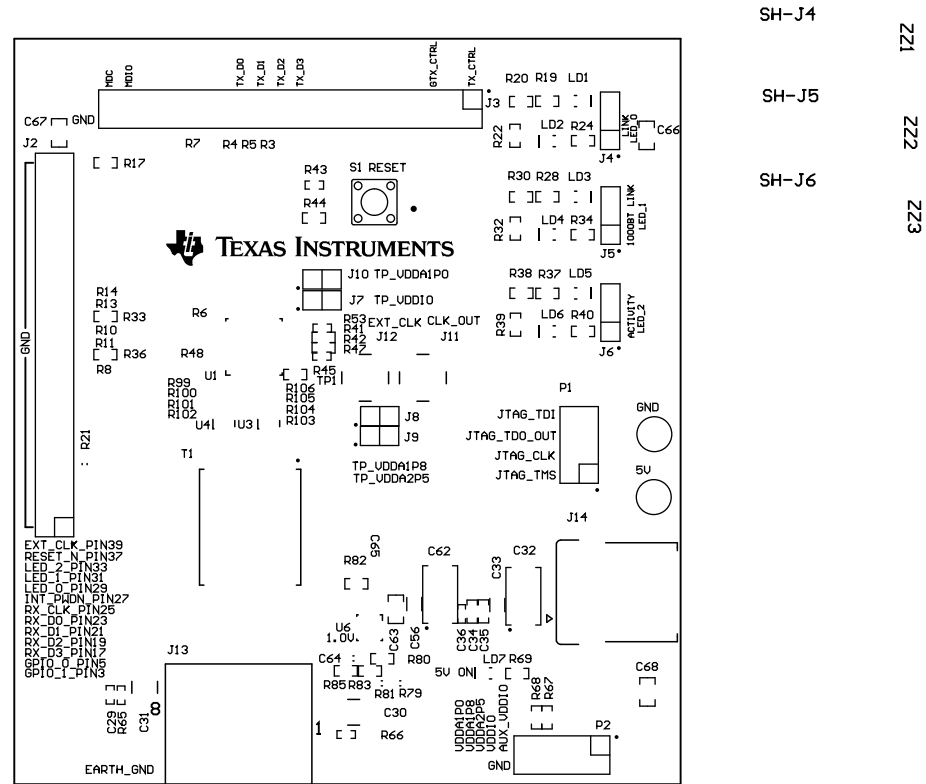 SH-J4
ZZ1
SH-J5
ZZ2
SH-J6
ZZ3
MDC
MDIO
TX_D0
TX_D1
TX_D2
TX_D3
GTX_CTRL
TX_CTRL
J3
GND
C67
J2
R20 R19 LD1
R22
LD2 R24
LINK
LED_0
C66
J4
R7 R4 R5 R3
R17
R43
R44
S1 RESET
R30 R28 LD3
R32
LD4 R34
1000BT LINK
LED_1
J5
TEXAS INSTRUMENTS
J10 TP_VDDA1P0
J7 TP_VDDIO
R38 R37 LD5
R39
LD6 R40
ACTIVITY
LED_2
J6
GND
R14
R13
R33
R10
R11
R36
R8
R6
R48
U1
R53
R41
R42
R47
R45
TP1
EXT_CLK CLK_OUT
J12 J11
R99
R100
R101
R102
U4 U3
R106
R105
R104
R103
J8
J9
TP_VDDA1P8
TP_VDDA2P5
P1
JTAG_TDI
JTAG_TDO_OUT
JTAG_CLK
JTAG_TMS
GND
5V
R21
T1
J14
EXT_CLK_PIN39
RESET_N_PIN37
LED_2_PIN33
LED_1_PIN31
LED_0_PIN29
INT_PWDN_PIN27
RX_CLK_PIN25
RX_D0_PIN23
RX_D1_PIN21
RX_D2_PIN19
RX_D3_PIN17
GPIO_0_PIN5
GPIO_1_PIN3
C65
R82
C62
C33
C32
U6
1.0V
C63
C56
C36
C34
C35
J13
C64
R80
R85 R83
R81 R79
5V ON
LD7 R69
C30
R66
VDDA1P0
VDDA1P8
VDDA2P5
VDDIO
AUX_VDDIO
R68
R67
C68
P2
GND
C29
R65
C31
8
1
EARTH_GND